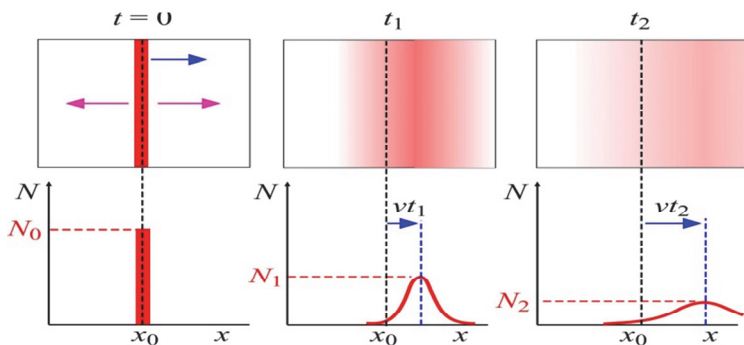 t = 0
t₁
t₂
N
N₀
x₀
x
N
vt₁
N₁
x₀
x
N
vt₂
N₂
x₀
x